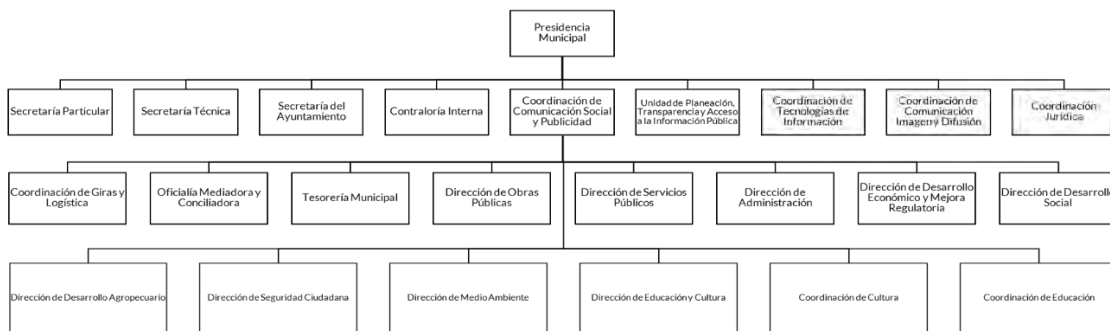 Presidencia
Municipal
Secretaría Particular
Secretaría Técnica
Secretaría del
Ayuntamiento
Contraloría Interna
Coordinación de
Comunicación Social
y Publicidad
Unidad de Planeación,
Transparencia y Acceso
a la Información Pública
Coordinación de
Tecnologías de
Información
Coordinación de
Comunicación
Imagen y Difusión
Coordinación
Jurídica
Coordinación de Giras y
Logística
Oficialía Mediadora y
Conciliadora
Tesorería Municipal
Dirección de Obras
Públicas
Dirección de Servicios
Públicos
Dirección de
Administración
Dirección de Desarrollo
Económico y Mejora
Regulatoria
Dirección de Desarrollo
Social
Dirección de Desarrollo Agropecuario
Dirección de Seguridad Ciudadana
Dirección de Medio Ambiente
Dirección de Educación y Cultura
Coordinación de Cultura
Coordinación de Educación